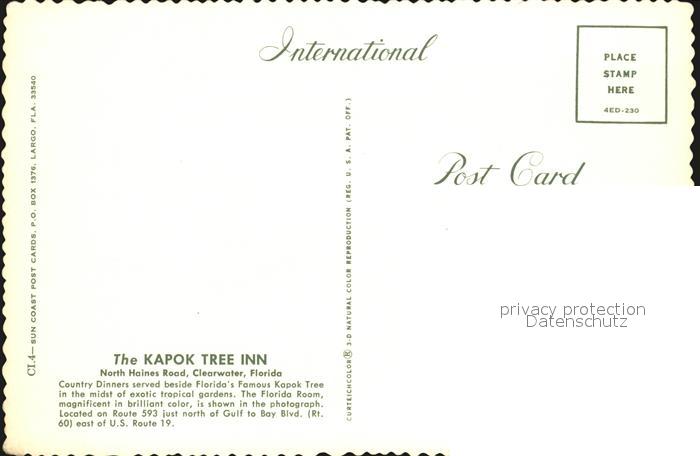 International
PLACE
STAMP
HERE
4ED-230
Post Card
CI.4—SUN COAST POST CARDS, P.O. BOX 1376, LARGO, FLA. 33540
CURTEICHCOLOR® 3-D NATURAL COLOR REPRODUCTION (REG. U. S. A. PAT. OFF.)
privacy protection
Datenschutz
The KAPOK TREE INN
North Haines Road, Clearwater, Florida
Country Dinners served beside Florida's Famous Kapok Tree
in the midst of exotic tropical gardens. The Florida Room,
magnificent in brilliant color, is shown in the photograph.
Located on Route 593 just north of Gulf to Bay Blvd. (Rt.
60) east of U.S. Route 19.